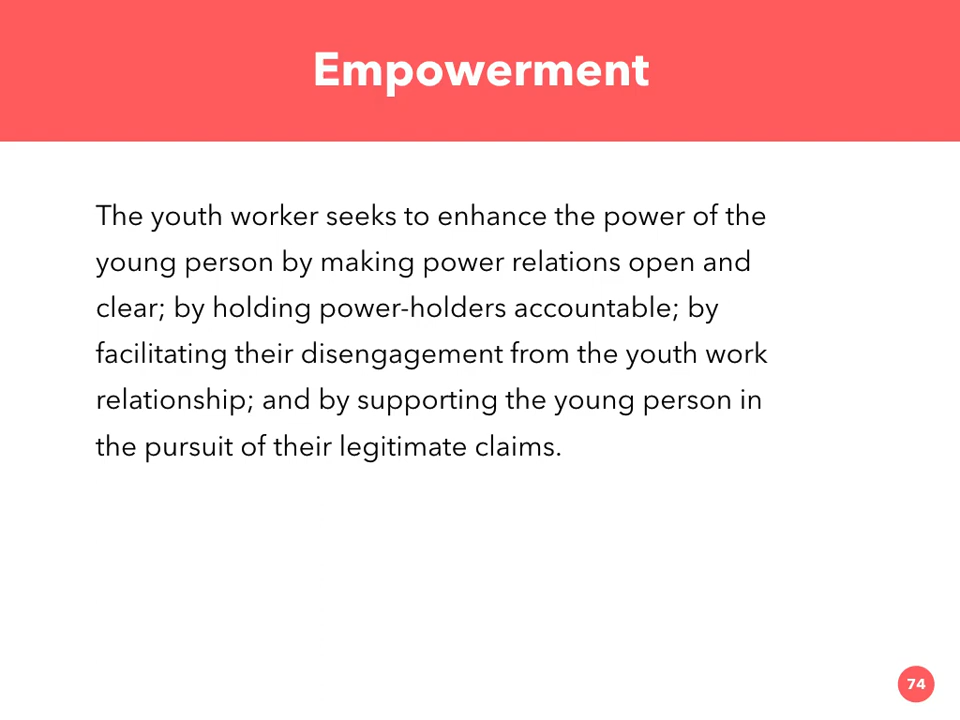 Empowerment
The youth worker seeks to enhance the power of the
young person by making power relations open and
clear; by holding power-holders accountable; by
facilitating their disengagement from the youth work
relationship; and by supporting the young person in
the pursuit of their legitimate claims.
74